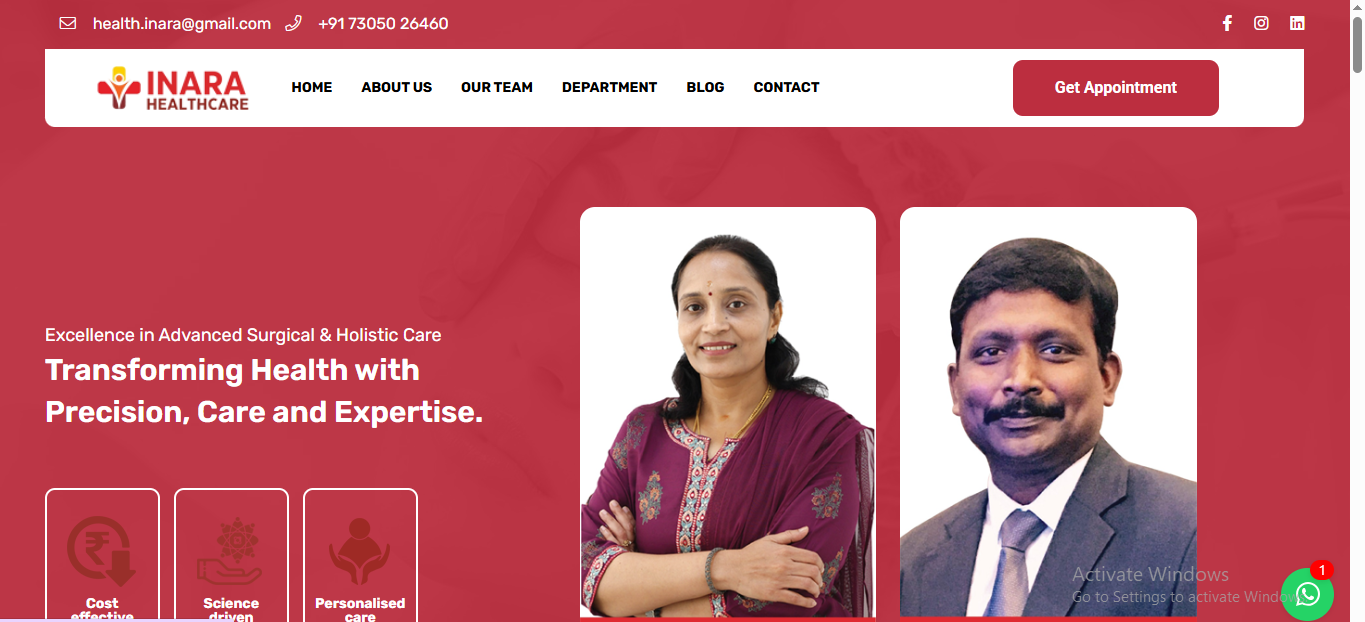 health.inara@gmail.com +91 73050 26460
INARA
HEALTHCARE
HOME ABOUT US OUR TEAM DEPARTMENT BLOG CONTACT
Get Appointment
Excellence in Advanced Surgical & Holistic Care
Transforming Health with
Precision, Care and Expertise.
Cost
effective
Science
driven
Personalised
care
Activate Windows
Go to Settings to activate Windows
1